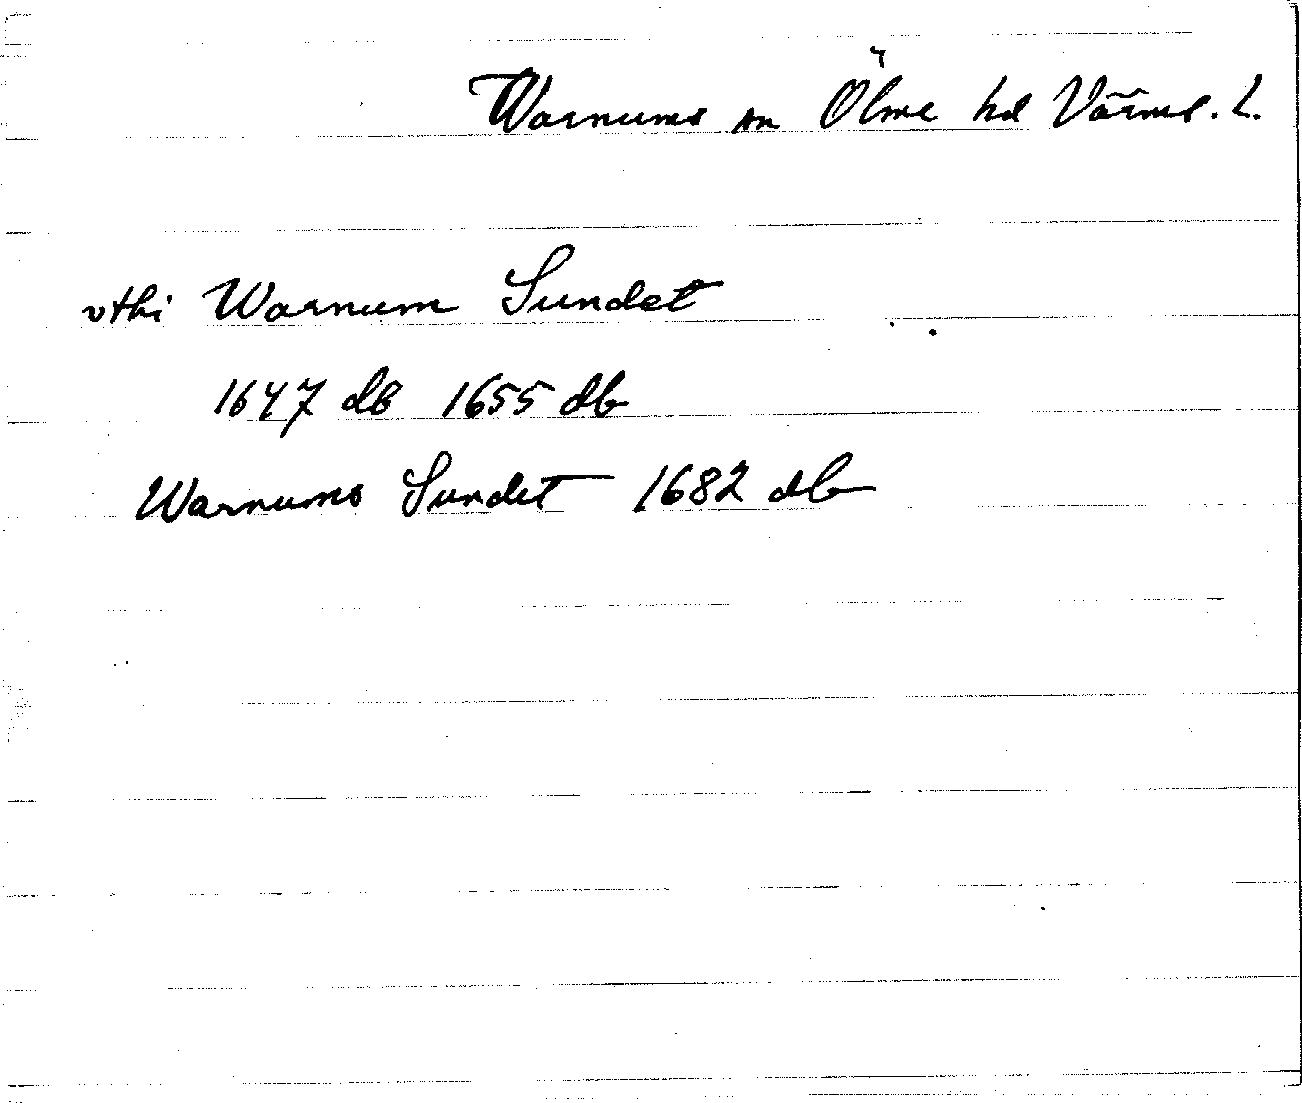 Warnums sn Ölme hd Värml. L.
vthi Warnum Sundet
1647 db 1655 db
Warnums Sundet 1682 db